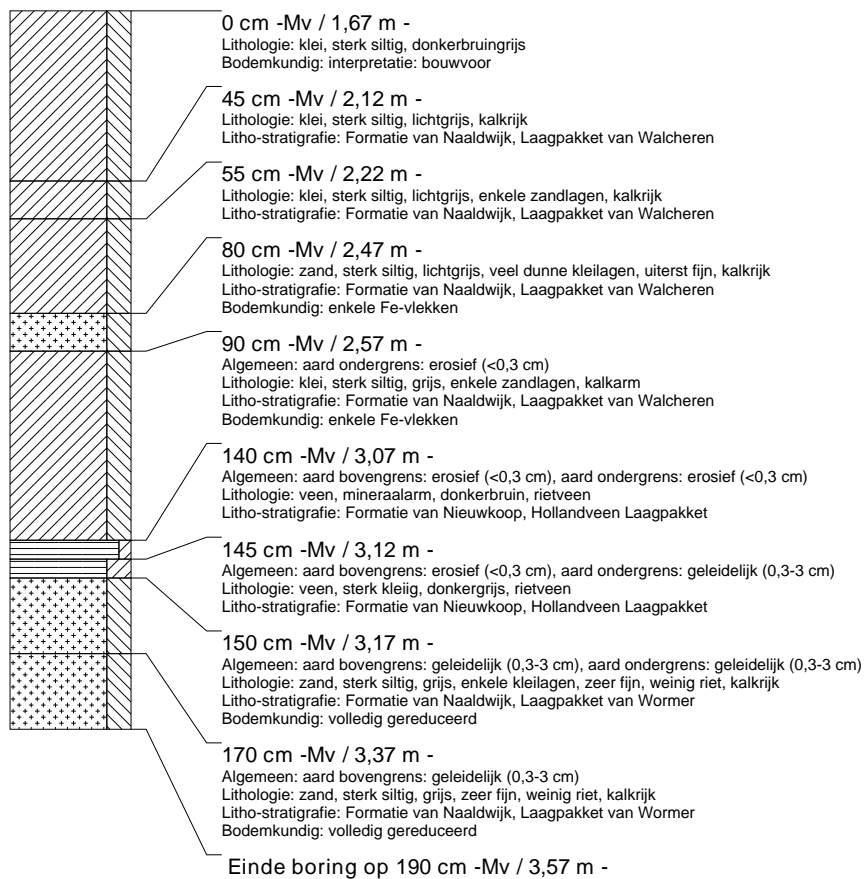 0 cm -Mv / 1,67 m -
Lithologie: klei, sterk siltig, donkerbruingrijs
Bodemkundig: interpretatie: bouwvoor
45 cm -Mv / 2,12 m -
Lithologie: klei, sterk siltig, lichtgrijs, kalkrijk
Litho-stratigrafie: Formatie van Naaldwijk, Laagpakket van Walcheren
55 cm -Mv / 2,22 m -
Lithologie: klei, sterk siltig, lichtgrijs, enkele zandlagen, kalkrijk
Litho-stratigrafie: Formatie van Naaldwijk, Laagpakket van Walcheren
80 cm -Mv / 2,47 m -
Lithologie: zand, sterk siltig, lichtgrijs, veel dunne kleilagen, uiterst fijn, kalkrijk
Litho-stratigrafie: Formatie van Naaldwijk, Laagpakket van Walcheren
Bodemkundig: enkele Fe-vlekken
90 cm -Mv / 2,57 m -
Algemeen: aard ondergrens: erosief (<0,3 cm)
Lithologie: klei, sterk siltig, grijs, enkele zandlagen, kalkarm
Litho-stratigrafie: Formatie van Naaldwijk, Laagpakket van Walcheren
Bodemkundig: enkele Fe-vlekken
140 cm -Mv / 3,07 m -
Algemeen: aard bovengrens: erosief (<0,3 cm), aard ondergrens: erosief (<0,3 cm)
Lithologie: veen, mineraalarm, donkerbruin, rietveen
Litho-stratigrafie: Formatie van Nieuwkoop, Hollandveen Laagpakket
145 cm -Mv / 3,12 m -
Algemeen: aard bovengrens: erosief (<0,3 cm), aard ondergrens: geleidelijk (0,3-3 cm)
Lithologie: veen, sterk kleiig, donkergrijs, rietveen
Litho-stratigrafie: Formatie van Nieuwkoop, Hollandveen Laagpakket
150 cm -Mv / 3,17 m -
Algemeen: aard bovengrens: geleidelijk (0,3-3 cm), aard ondergrens: geleidelijk (0,3-3 cm)
Lithologie: zand, sterk siltig, grijs, enkele kleilagen, zeer fijn, weinig riet, kalkrijk
Litho-stratigrafie: Formatie van Naaldwijk, Laagpakket van Wormer
Bodemkundig: volledig gereduceerd
170 cm -Mv / 3,37 m -
Algemeen: aard bovengrens: geleidelijk (0,3-3 cm)
Lithologie: zand, sterk siltig, grijs, zeer fijn, weinig riet, kalkrijk
Litho-stratigrafie: Formatie van Naaldwijk, Laagpakket van Wormer
Bodemkundig: volledig gereduceerd
Einde boring op 190 cm -Mv / 3,57 m -